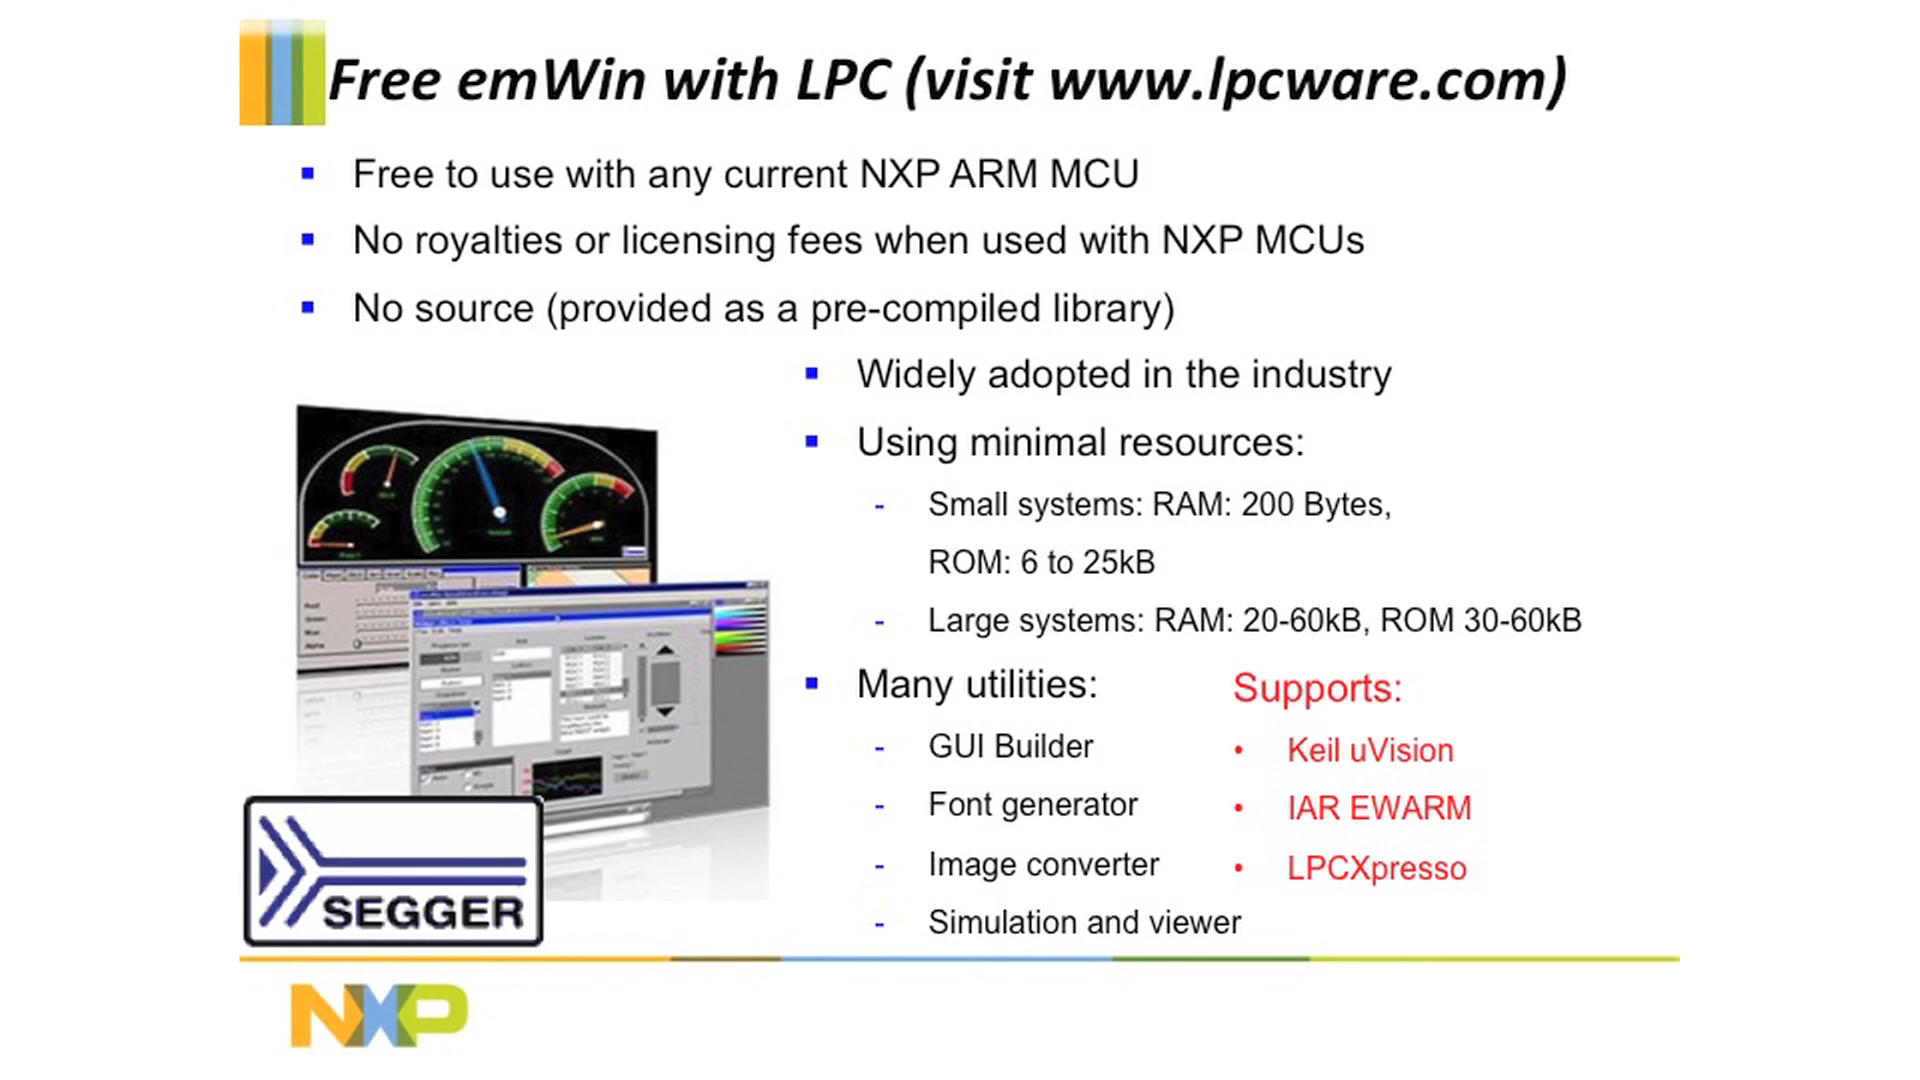 Free emWin with LPC (visit www.lpcware.com)
Free to use with any current NXP ARM MCU
No royalties or licensing fees when used with NXP MCUs
No source (provided as a pre-compiled library)
Widely adopted in the industry
Using minimal resources:
- Small systems: RAM: 200 Bytes,
ROM: 6 to 25kB
- Large systems: RAM: 20-60kB, ROM 30-60kB
Many utilities:
- GUI Builder
- Font generator
- Image converter
- Simulation and viewer
Supports:
• Keil uVision
• IAR EWARM
• LPCXpresso
SEGGER
NXP